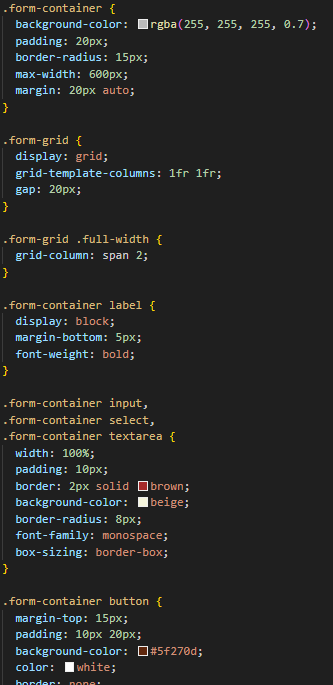 .form-container {
background-color: rgba(255, 255, 255, 0.7);
padding: 20px;
border-radius: 15px;
max-width: 600px;
margin: 20px auto;
}
.form-grid {
display: grid;
grid-template-columns: 1fr 1fr;
gap: 20px;
}
.form-grid .full-width {
grid-column: span 2;
}
.form-container label {
display: block;
margin-bottom: 5px;
font-weight: bold;
}
.form-container input,
.form-container select,
.form-container textarea {
width: 100%;
padding: 10px;
border: 2px solid brown;
background-color: beige;
border-radius: 8px;
font-family: monospace;
box-sizing: border-box;
}
.form-container button {
margin-top: 15px;
padding: 10px 20px;
background-color: #5f270d;
color: white;
border: none;